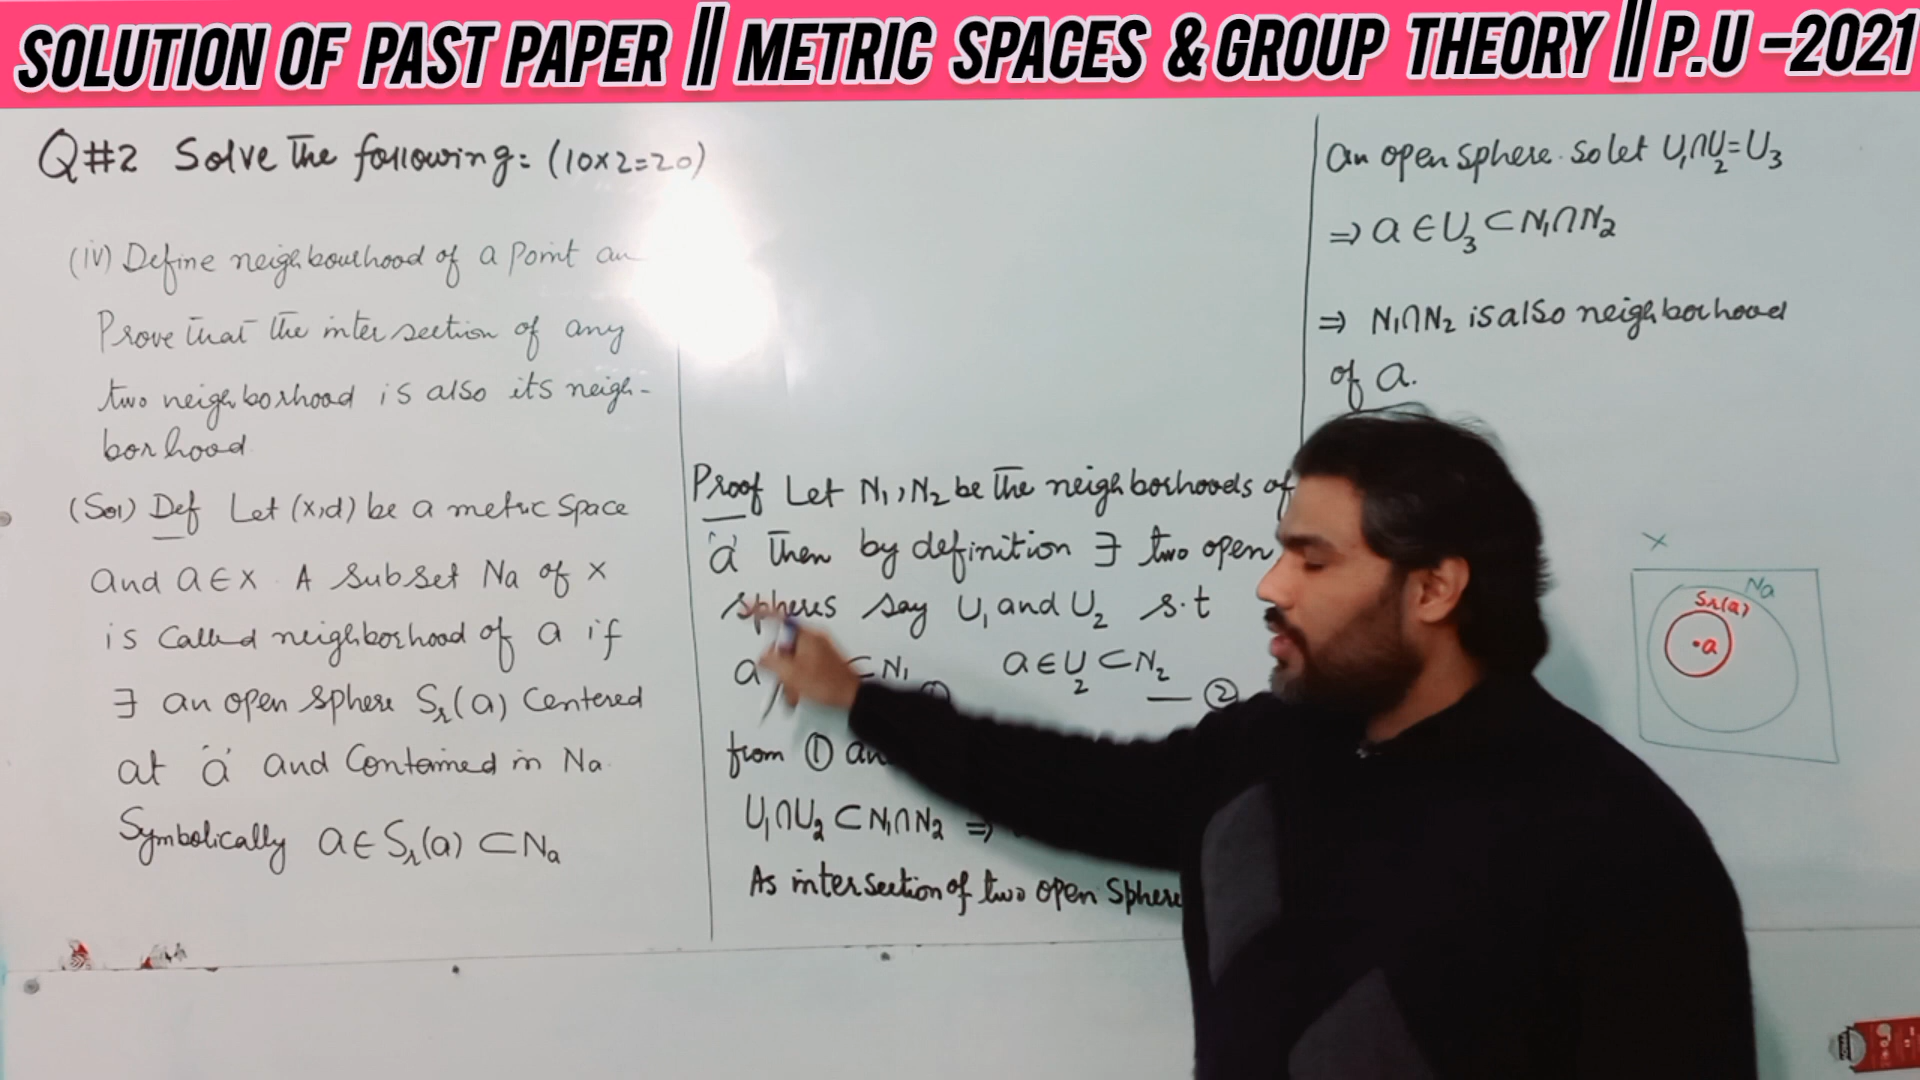 SOLUTION OF PAST PAPER || METRIC SPACES & GROUP THEORY || P.U -2021
Q#2 Solve the following: (10x2=20)
(iv) Define neighbourhood of a Point an
Prove that the intersection of any
two neighborhood is also its neigh-
borhood
(Sol) Def Let (x,d) be a metric space
and a∈x. A subset Na of x
is called neighborhood of a if
∃ an open sphere Sr(a) Centered
at 'a' and Contained in Na.
Symbolically a∈Sr(a) ⊂Na
Proof Let N1,N2 be the neighborhoods of
'a' Then by definition ∃ two open
spheres say U1 and U2 s.t
a ⊂N1 ① a∈U2⊂N2 — ②
from ①
U1∩U2⊂N1∩N2 ⇒
As intersection of two open Sphere
an open sphere. so let U1∩U2=U3
⇒ a∈U3⊂N1∩N2
⇒ N1∩N2 is also neighborhood
of a.
X
Na
Sr(a)
•a